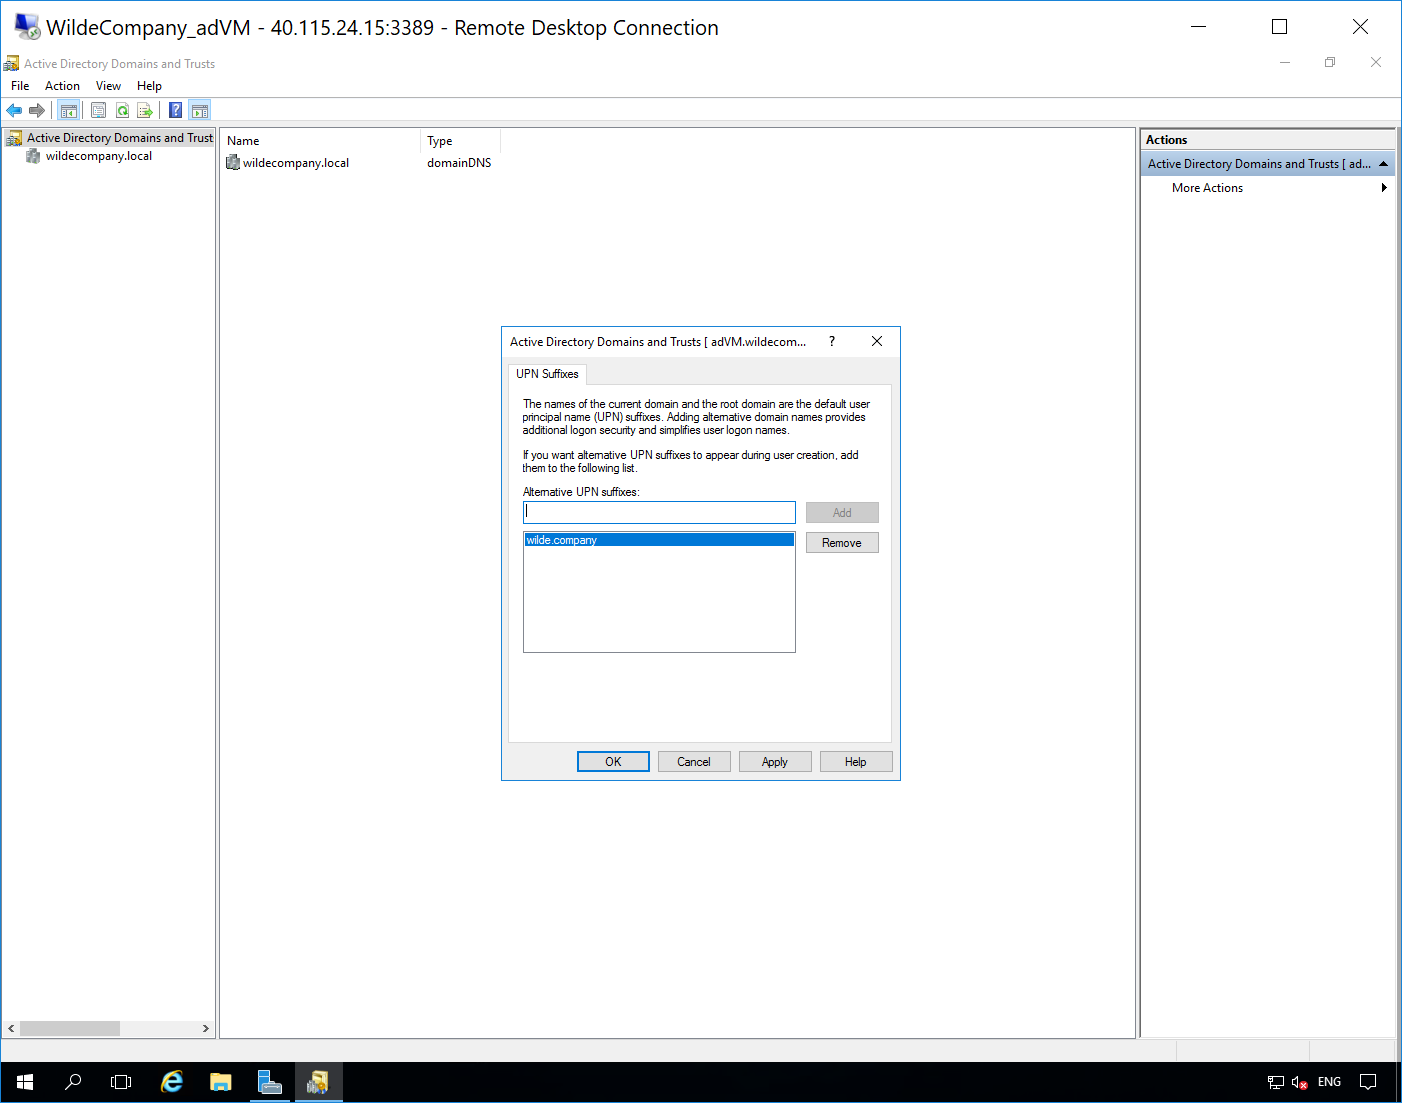 WildeCompany_adVM - 40.115.24.15:3389 - Remote Desktop Connection
Active Directory Domains and Trusts
File Action View Help
Active Directory Domains and Trust
wildecompany.local
Name Type
wildecompany.local domainDNS
Actions
Active Directory Domains and Trusts [ ad...
More Actions
Active Directory Domains and Trusts [ adVM.wildecom... ?
UPN Suffixes
The names of the current domain and the root domain are the default user
principal name (UPN) suffixes. Adding alternative domain names provides
additional logon security and simplifies user logon names.
If you want alternative UPN suffixes to appear during user creation, add
them to the following list.
Alternative UPN suffixes:
Add
wilde.company
Remove
OK Cancel Apply Help
ENG